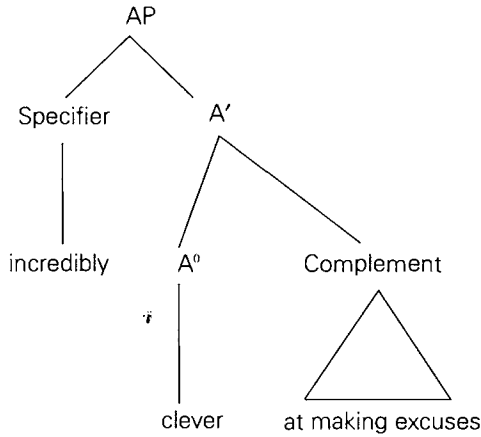 AP
Specifier A′
incredibly A⁰ Complement
clever at making excuses